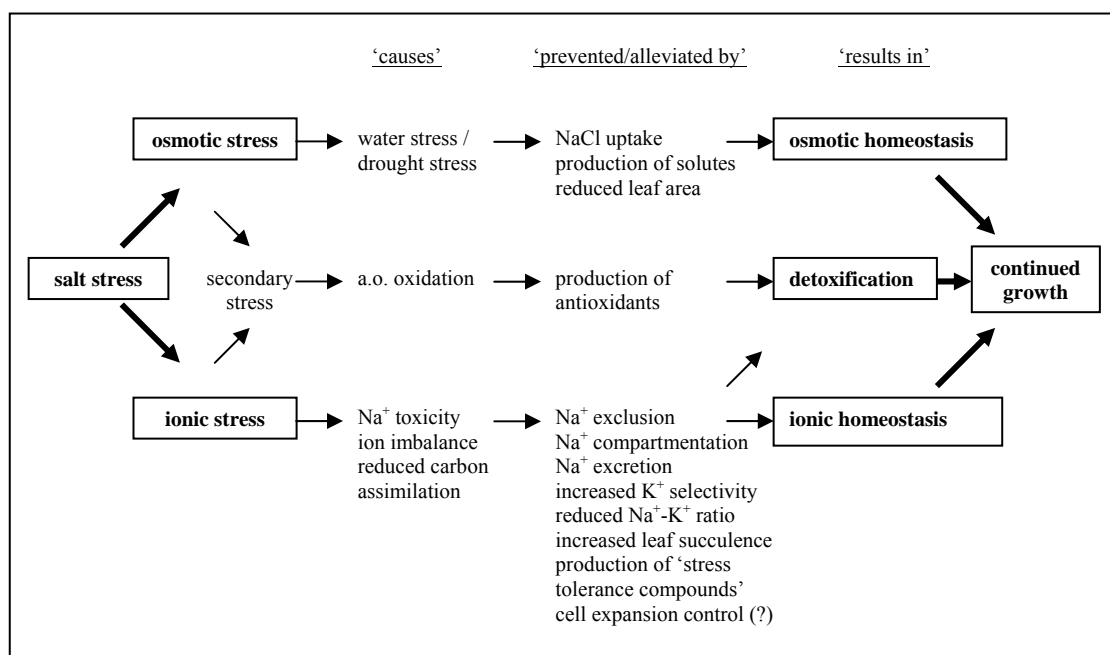 ‘causes’ ‘prevented/alleviated by’ ‘results in’
osmotic stress
water stress /
drought stress
NaCl uptake
production of solutes
reduced leaf area
osmotic homeostasis
salt stress
secondary
stress
a.o. oxidation
production of
antioxidants
detoxification
continued
growth
ionic stress
Na⁺ toxicity
ion imbalance
reduced carbon
assimilation
Na⁺ exclusion
Na⁺ compartmentation
Na⁺ excretion
increased K⁺ selectivity
reduced Na⁺-K⁺ ratio
increased leaf succulence
production of ‘stress
tolerance compounds’
cell expansion control (?)
ionic homeostasis